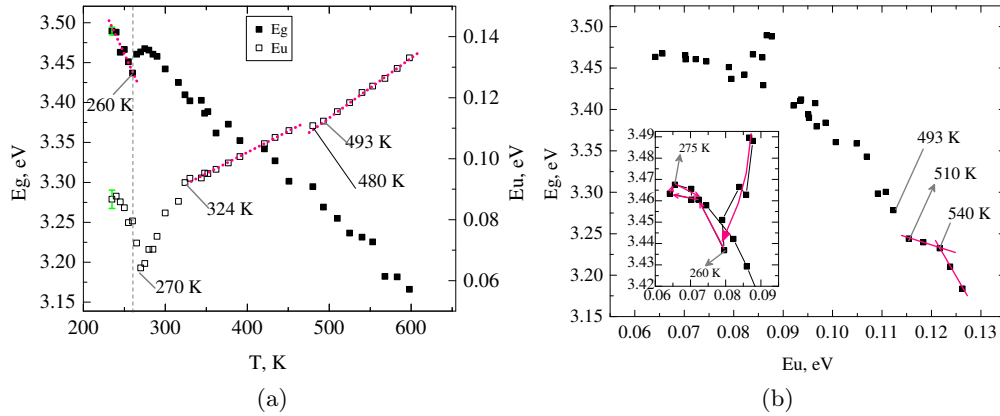 3.50
3.45
3.40
3.35
3.30
3.25
3.20
3.15
Eg, eV
200
300
400
500
600
T, K
0.14
0.12
0.10
0.08
0.06
Eu, eV
Eg
Eu
260 K
324 K
270 K
493 K
480 K
(a)
3.50
3.45
3.40
3.35
3.30
3.25
3.20
3.15
Eg, eV
0.05
0.06
0.07
0.08
0.09
0.10
0.11
0.12
0.13
Eu, eV
493 K
510 K
540 K
3.49
3.48
3.47
3.46
3.45
3.44
3.43
3.42
0.06
0.07
0.08
0.09
275 K
260 K
(b)